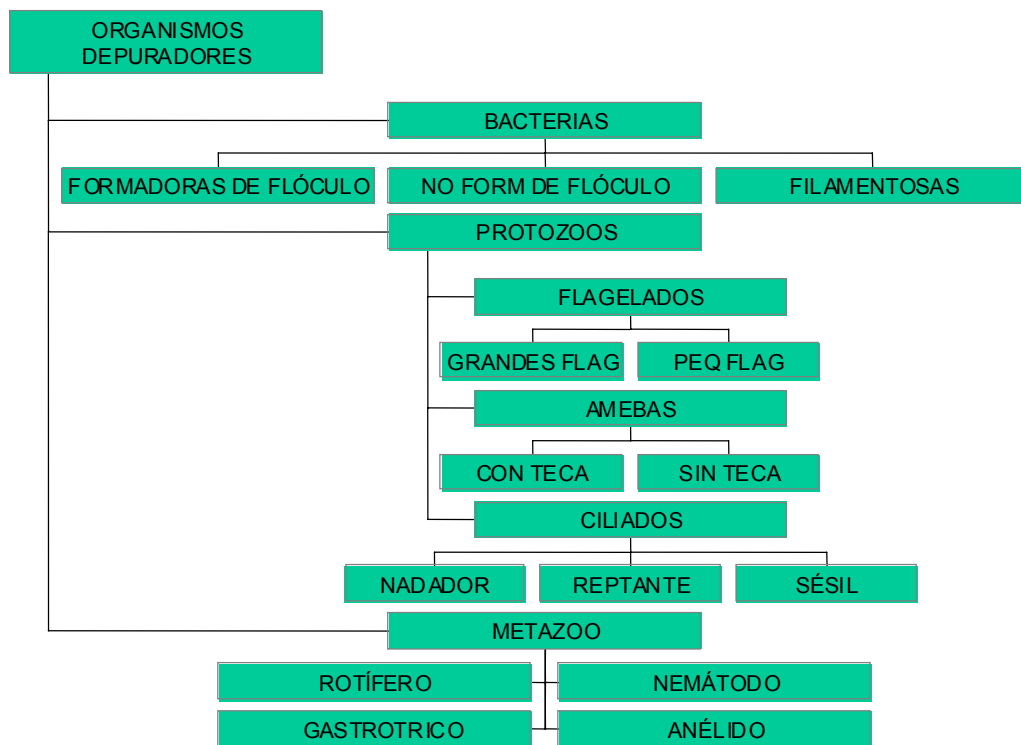 ORGANISMOS
DEPURADORES
BACTERIAS
FORMADORAS DE FLÓCULO
NO FORM DE FLÓCULO
FILAMENTOSAS
PROTOZOOS
FLAGELADOS
GRANDES FLAG
PEQ FLAG
AMEBAS
CON TECA
SIN TECA
CILIADOS
NADADOR
REPTANTE
SÉSIL
METAZOO
ROTÍFERO
NEMÁTODO
GASTROTRICO
ANÉLIDO